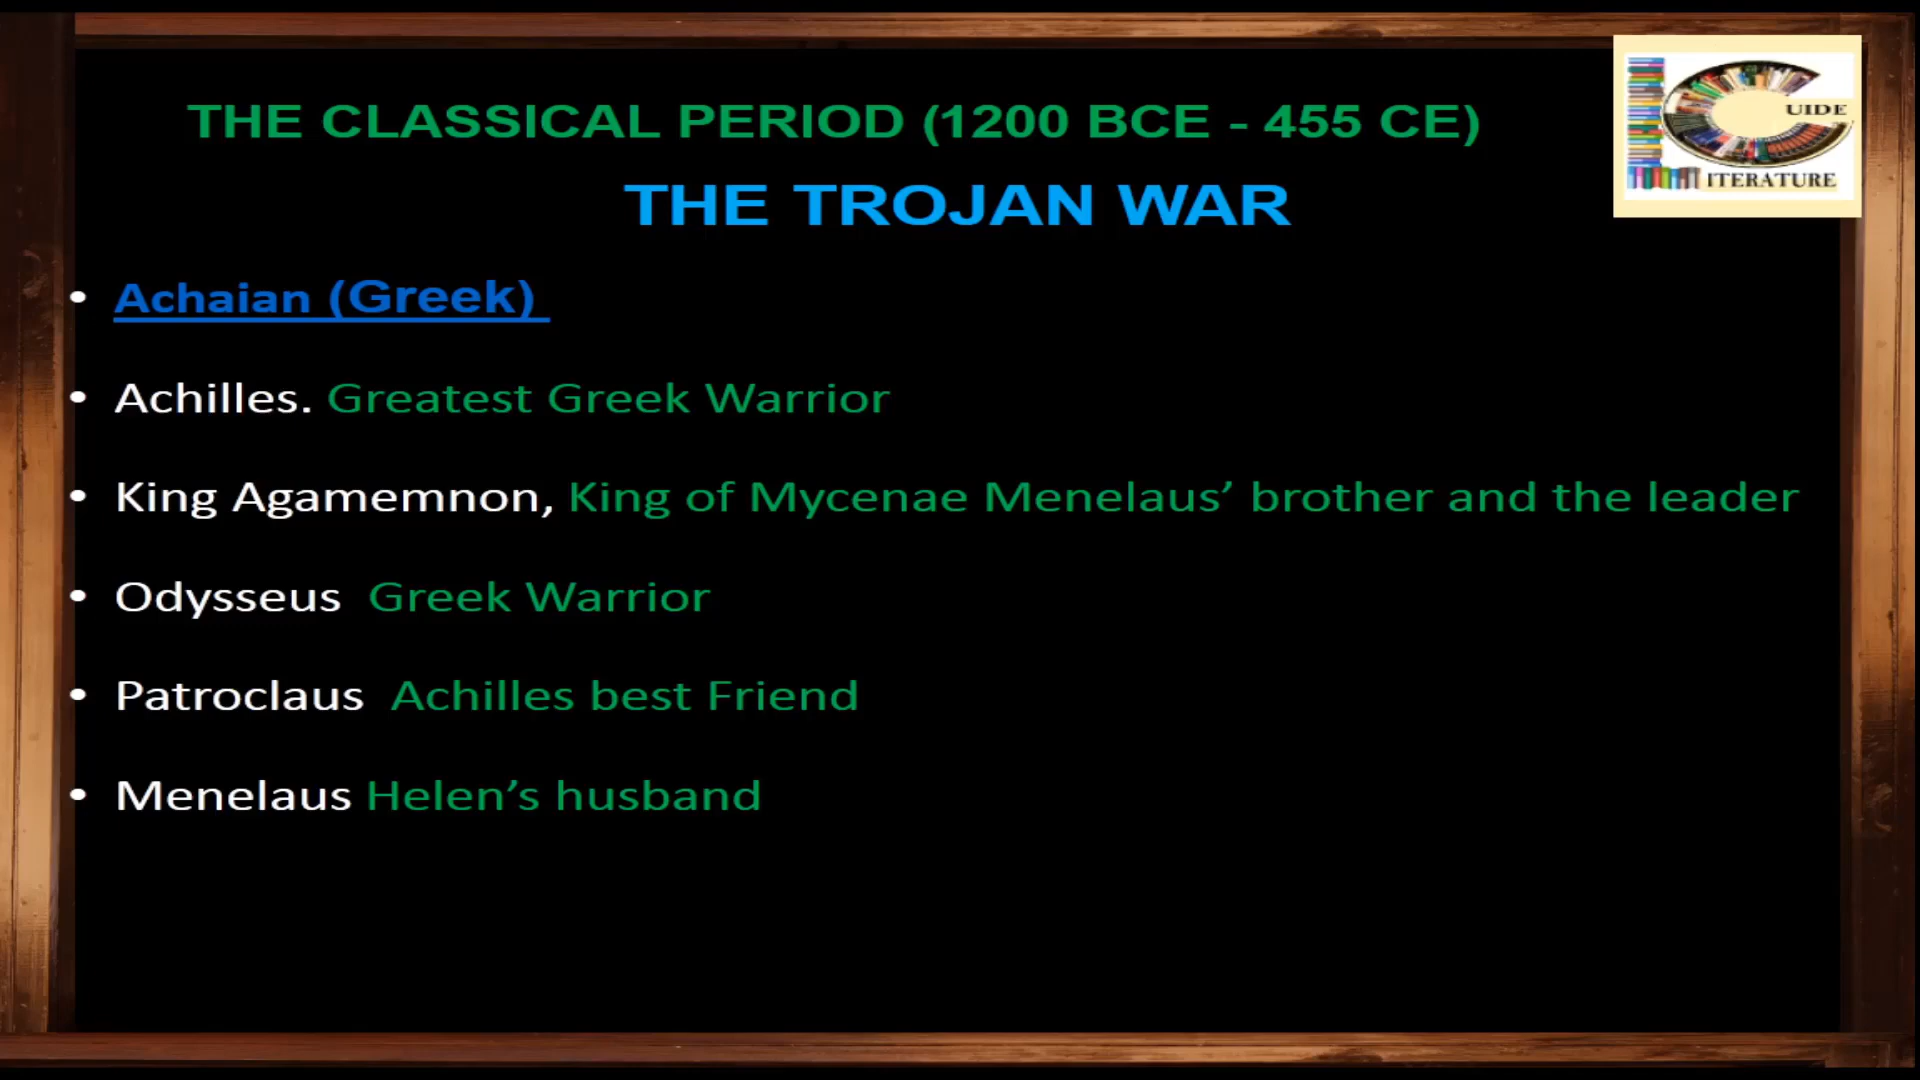 THE CLASSICAL PERIOD (1200 BCE - 455 CE)
UIDE
ITERATURE
THE TROJAN WAR
• Achaian (Greek)
• Achilles. Greatest Greek Warrior
• King Agamemnon, King of Mycenae Menelaus’ brother and the leader
• Odysseus Greek Warrior
• Patroclaus Achilles best Friend
• Menelaus Helen’s husband